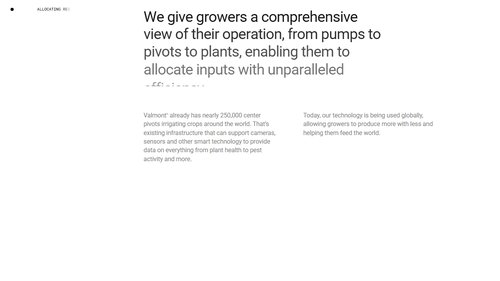 ALLOCATING
We give growers a comprehensive
view of their operation, from pumps to
pivots to plants, enabling them to
allocate inputs with unparalleled
Valmont® already has nearly 250,000 center
pivots irrigating crops around the world. That's
existing infrastructure that can support cameras,
sensors and other smart technology to provide
data on everything from plant health to pest
activity and more.
Today, our technology is being used globally,
allowing growers to produce more with less and
helping them feed the world.